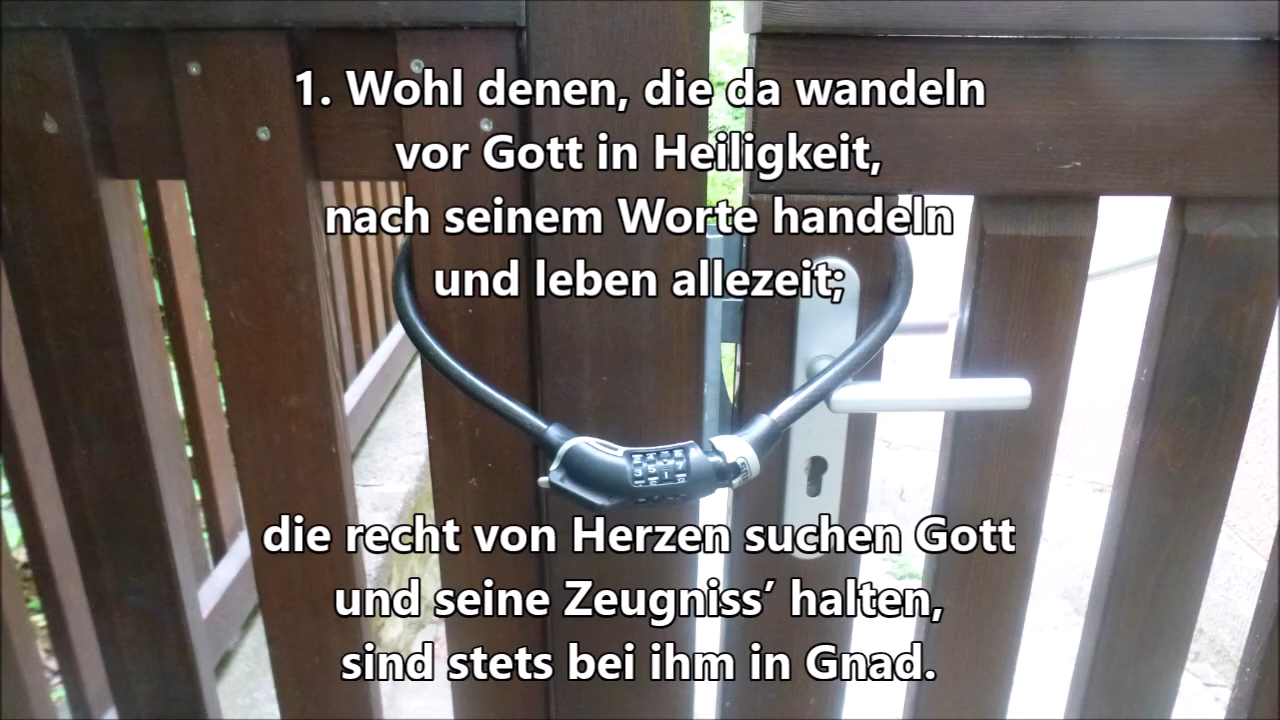 1. Wohl denen, die da wandeln
vor Gott in Heiligkeit,
nach seinem Worte handeln
und leben allezeit;
die recht von Herzen suchen Gott
und seine Zeugniss’ halten,
sind stets bei ihm in Gnad.